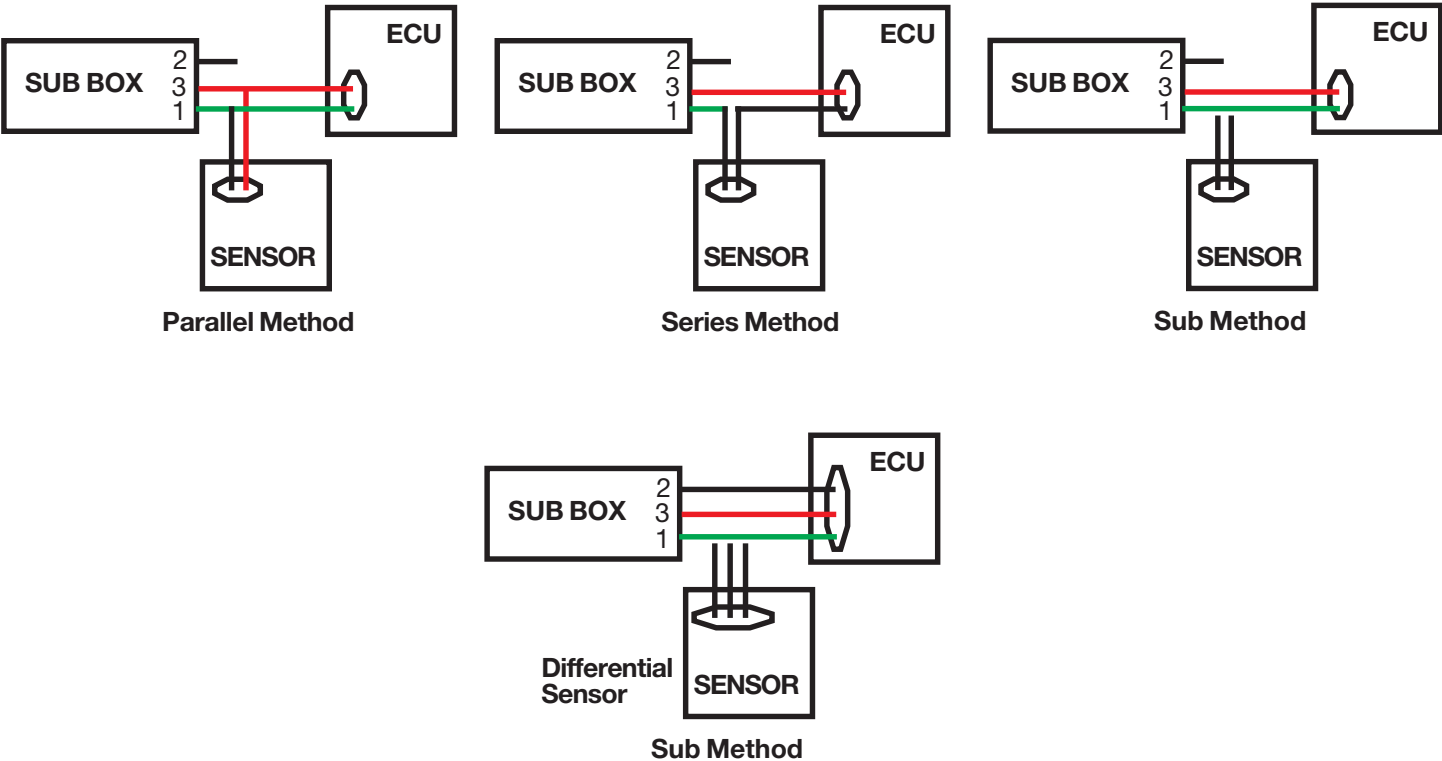 ECU
SUB BOX
2
3
1
SENSOR
Parallel Method
ECU
SUB BOX
2
3
1
SENSOR
Series Method
ECU
SUB BOX
2
3
1
SENSOR
Sub Method
ECU
SUB BOX
2
3
1
Differential
Sensor
SENSOR
Sub Method